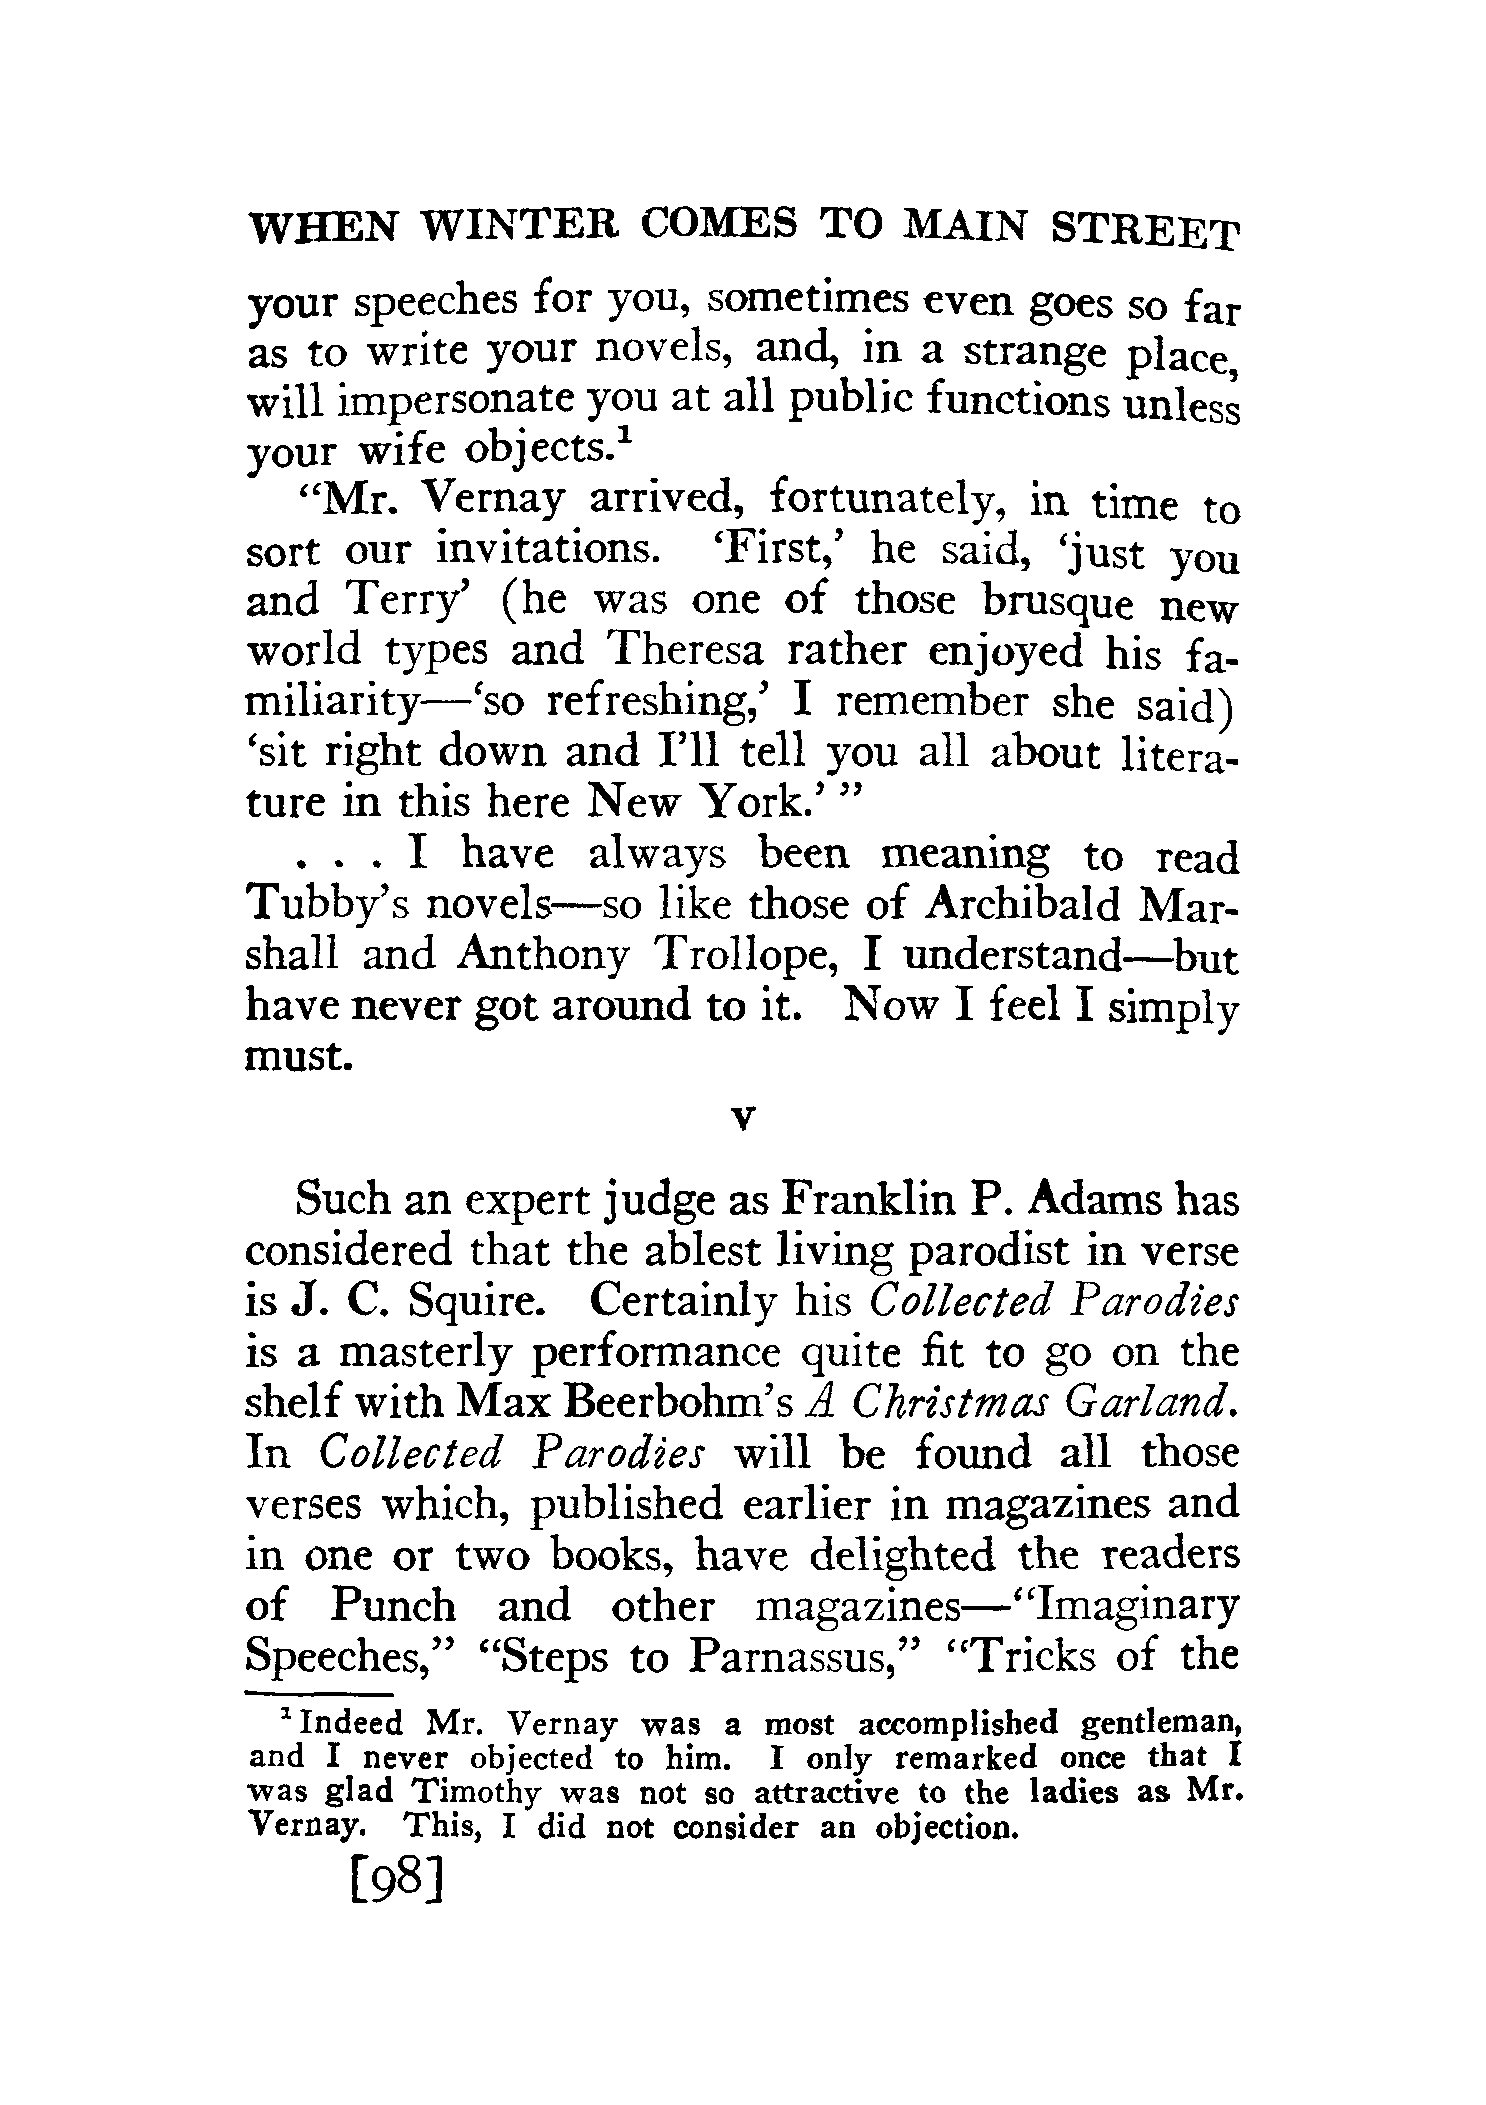 WHEN WINTER COMES TO MAIN STREET
your speeches for you, sometimes even goes so far
as to write your novels, and, in a strange place,
will impersonate you at all public functions unless
your wife objects.¹
“Mr. Vernay arrived, fortunately, in time to
sort our invitations. ‘First,’ he said, ‘just you
and Terry’ (he was one of those brusque new
world types and Theresa rather enjoyed his fa-
miliarity—‘so refreshing,’ I remember she said)
‘sit right down and I’ll tell you all about litera-
ture in this here New York.’ ”
. . . I have always been meaning to read
Tubby’s novels—so like those of Archibald Mar-
shall and Anthony Trollope, I understand—but
have never got around to it. Now I feel I simply
must.
v
Such an expert judge as Franklin P. Adams has
considered that the ablest living parodist in verse
is J. C. Squire. Certainly his Collected Parodies
is a masterly performance quite fit to go on the
shelf with Max Beerbohm’s A Christmas Garland.
In Collected Parodies will be found all those
verses which, published earlier in magazines and
in one or two books, have delighted the readers
of Punch and other magazines—“Imaginary
Speeches,” “Steps to Parnassus,” “Tricks of the
¹ Indeed Mr. Vernay was a most accomplished gentleman,
and I never objected to him. I only remarked once that I
was glad Timothy was not so attractive to the ladies as Mr.
Vernay. This, I did not consider an objection.
[98]